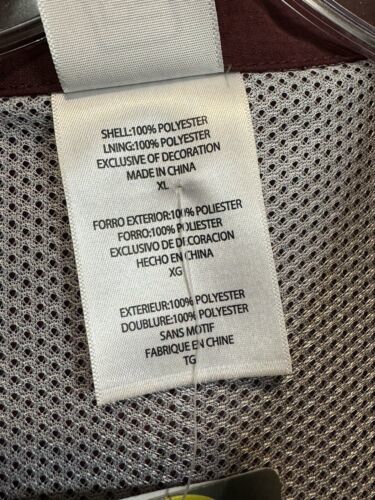 SHELL:100% POLYESTER
LNING:100% POLYESTER
EXCLUSIVE OF DECORATION
MADE IN CHINA
XL
FORRO EXTERIOR:100% POLIESTER
FORRO:100% POLIESTER
EXCLUSIVO DE DECORACION
HECHO EN CHINA
XG
EXTERIEUR:100% POLYESTER
DOUBLURE:100% POLYESTER
SANS MOTIF
FABRIQUE EN CHINE
TG